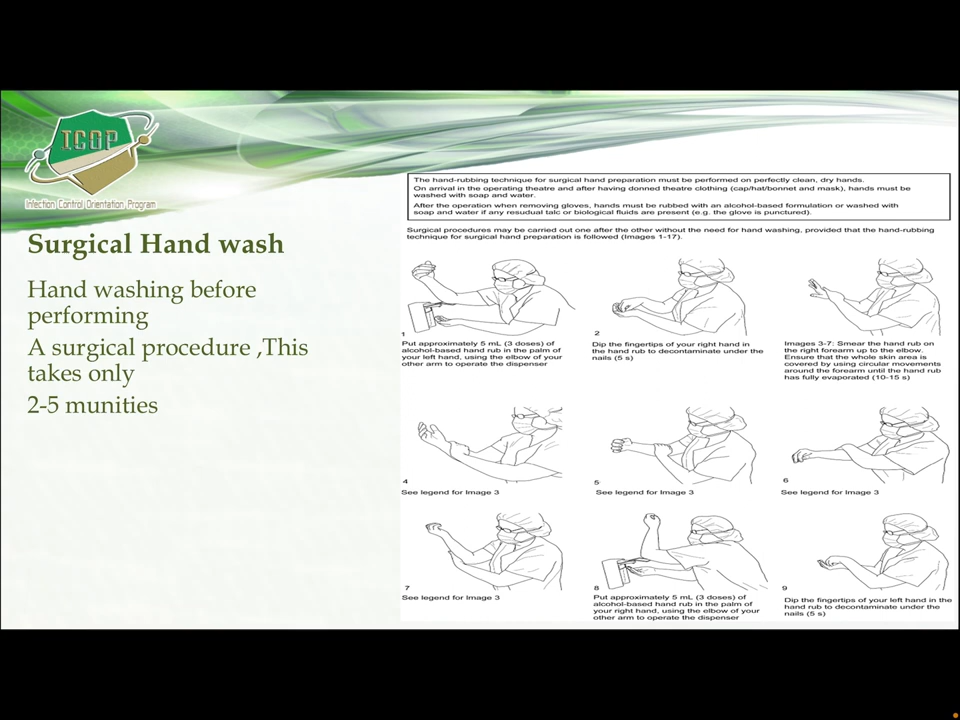 ICOP
Infection Control Orientation Program
Surgical Hand wash
Hand washing before
performing
A surgical procedure ,This
takes only
2-5 munities
The hand-rubbing technique for surgical hand preparation must be performed on perfectly clean, dry hands.
On arrival in the operating theatre and after having donned theatre clothing (cap/hat/bonnet and mask), hands must be
washed with soap and water.
After the operation when removing gloves, hands must be rubbed with an alcohol-based formulation or washed with
soap and water if any resudual talc or biological fluids are present (e.g. the glove is punctured).
Surgical procedures may be carried out one after the other without the need for hand washing, provided that the hand-rubbing
technique for surgical hand preparation is followed (Images 1-17).
1
Put approximately 5 mL (3 doses) of
alcohol-based hand rub in the palm of
your left hand, using the elbow of your
other arm to operate the dispenser
2
Dip the fingertips of your right hand in
the hand rub to decontaminate under the
nails (5 s)
Images 3-7: Smear the hand rub on
the right forearm up to the elbow.
Ensure that the whole skin area is
covered by using circular movements
around the forearm until the hand rub
has fully evaporated (10-15 s)
4
See legend for Image 3
5
See legend for Image 3
6
See legend for Image 3
7
See legend for Image 3
8
Put approximately 5 mL (3 doses) of
alcohol-based hand rub in the palm of
your right hand, using the elbow of your
other arm to operate the dispenser
9
Dip the fingertips of your left hand in the
hand rub to decontaminate under the
nails (5 s)